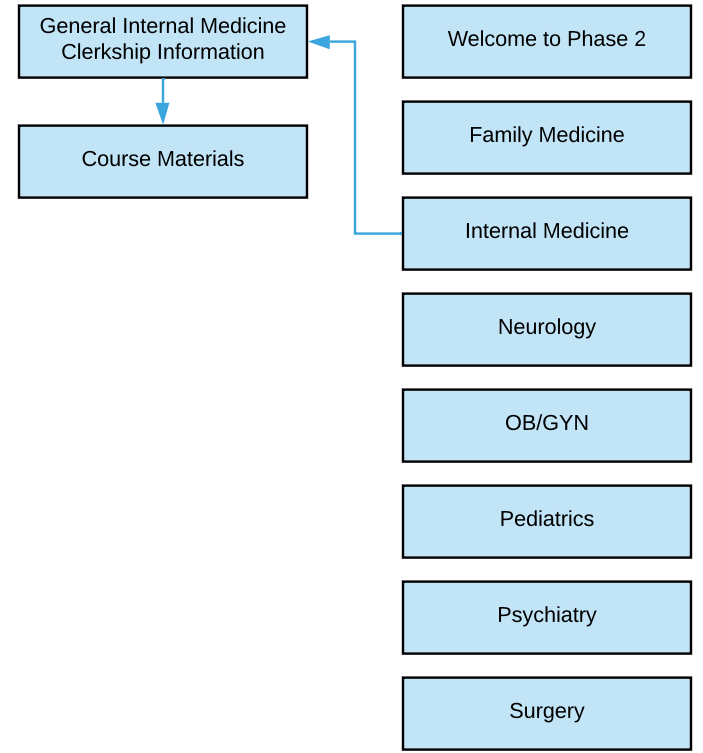 General Internal Medicine
Clerkship Information
Course Materials
Welcome to Phase 2
Family Medicine
Internal Medicine
Neurology
OB/GYN
Pediatrics
Psychiatry
Surgery